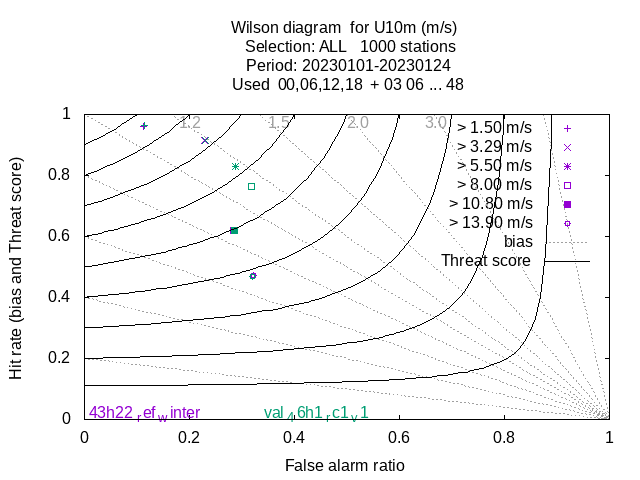 Wilson diagram for U10m (m/s)
Selection: ALL 1000 stations
Period: 20230101-20230124
Used 00,06,12,18 + 03 06 ... 48
Hit rate (bias and Threat score)
1
0.8
0.6
0.4
0.2
0
1.2
1.5
2.0
3.0
> 1.50 m/s
> 3.29 m/s
> 5.50 m/s
> 8.00 m/s
> 10.80 m/s
> 13.90 m/s
bias
Threat score
43h22_ref_winter
val_46h1_rc1_v1
0 0.2 0.4 0.6 0.8 1
False alarm ratio